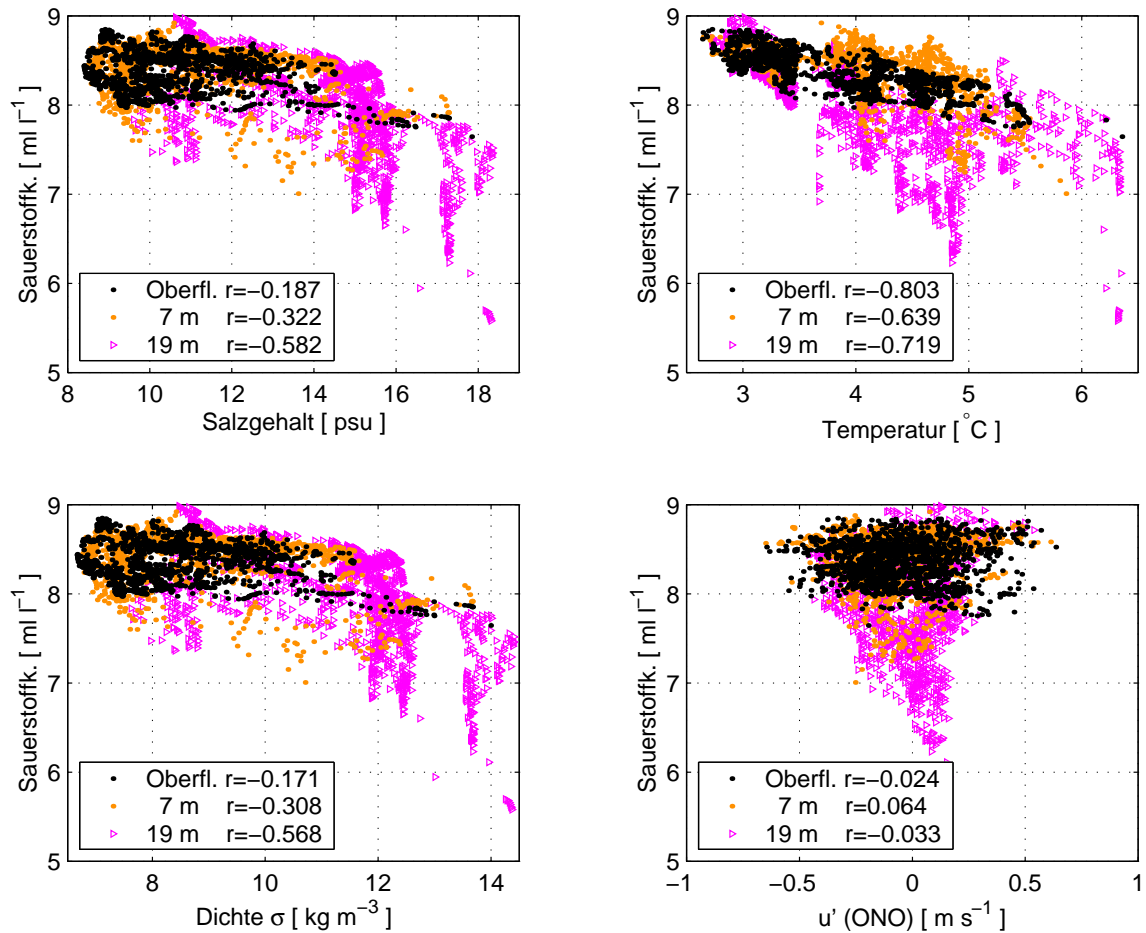 9
8
7
6
5
Sauerstoffk. [ ml l⁻¹ ]
Oberfl. r=−0.187
7 m r=−0.322
19 m r=−0.582
8 10 12 14 16 18
Salzgehalt [ psu ]
9
8
7
6
5
Sauerstoffk. [ ml l⁻¹ ]
Oberfl. r=−0.803
7 m r=−0.639
19 m r=−0.719
3 4 5 6
Temperatur [ °C ]
9
8
7
6
5
Sauerstoffk. [ ml l⁻¹ ]
Oberfl. r=−0.171
7 m r=−0.308
19 m r=−0.568
8 10 12 14
Dichte σ [ kg m⁻³ ]
9
8
7
6
5
Sauerstoffk. [ ml l⁻¹ ]
Oberfl. r=−0.024
7 m r=0.064
19 m r=−0.033
−1 −0.5 0 0.5 1
u' (ONO) [ m s⁻¹ ]